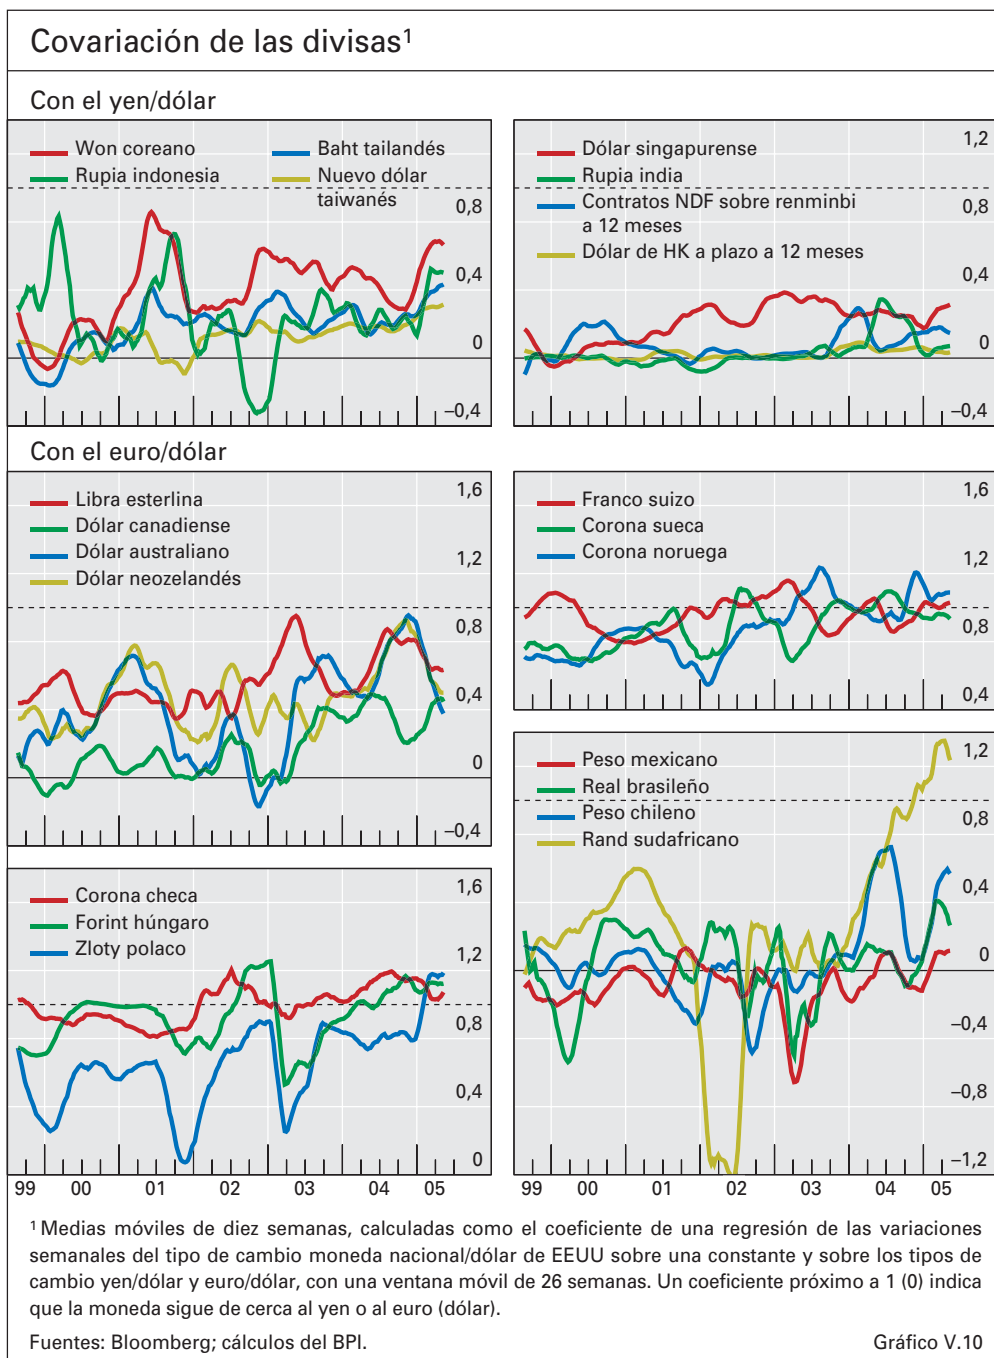 Covariación de las divisas¹
Con el yen/dólar
Won coreano
Rupia indonesia
Baht tailandés
Nuevo dólar
taiwanés
0,8
0,4
0
–0,4
Dólar singapurense
Rupia india
Contratos NDF sobre renminbi
a 12 meses
Dólar de HK a plazo a 12 meses
1,2
0,8
0,4
0
–0,4
Con el euro/dólar
Libra esterlina
Dólar canadiense
Dólar australiano
Dólar neozelandés
1,6
1,2
0,8
0,4
0
–0,4
Franco suizo
Corona sueca
Corona noruega
1,6
1,2
0,8
0,4
Corona checa
Forint húngaro
Zloty polaco
1,6
1,2
0,8
0,4
0
99 00 01 02 03 04 05
Peso mexicano
Real brasileño
Peso chileno
Rand sudafricano
1,2
0,8
0,4
0
–0,4
–0,8
–1,2
99 00 01 02 03 04 05
¹ Medias móviles de diez semanas, calculadas como el coeficiente de una regresión de las variaciones
semanales del tipo de cambio moneda nacional/dólar de EEUU sobre una constante y sobre los tipos de
cambio yen/dólar y euro/dólar, con una ventana móvil de 26 semanas. Un coeficiente próximo a 1 (0) indica
que la moneda sigue de cerca al yen o al euro (dólar).
Fuentes: Bloomberg; cálculos del BPI.
Gráfico V.10